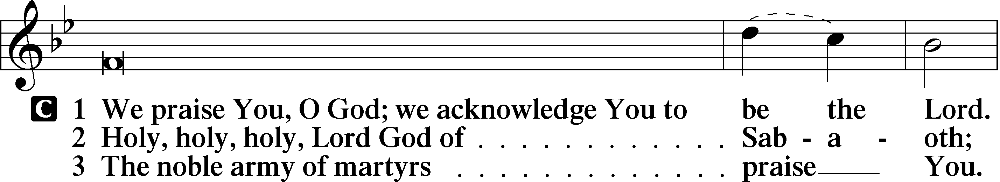 C 1 We praise You, O God; we acknowledge You to be the Lord.
2 Holy, holy, holy, Lord God of . . . . . . . . . . . . Sab - a - oth;
3 The noble army of martyrs . . . . . . . . . . . . . praise____ You.